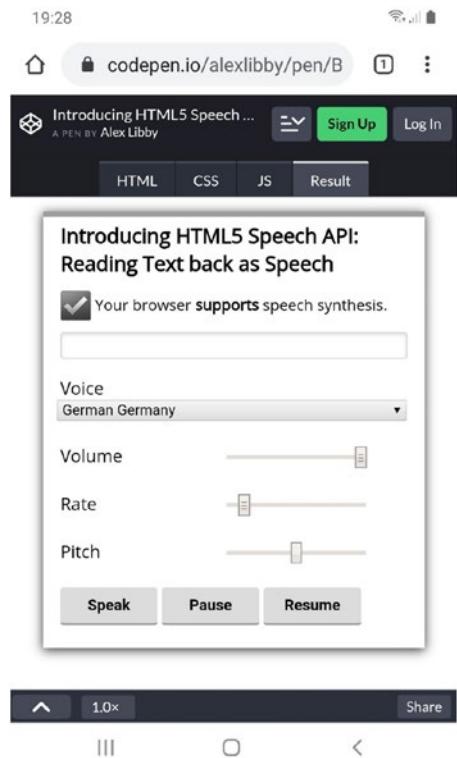 19:28
codepen.io/alexlibby/pen/B
1
Introducing HTML5 Speech ...
A PEN BY Alex Libby
Sign Up
Log In
HTML CSS JS Result
Introducing HTML5 Speech API:
Reading Text back as Speech
Your browser supports speech synthesis.
Voice
German Germany
Volume
Rate
Pitch
Speak Pause Resume
1.0×
Share